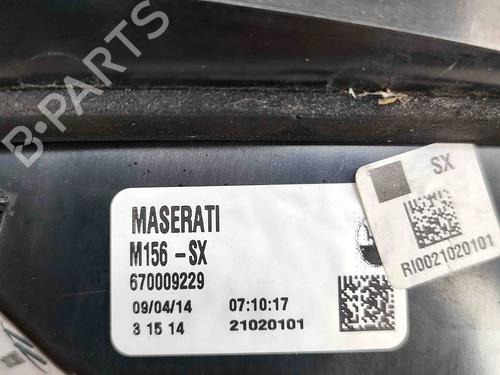 B-PARTS
MASERATI
M156 -SX
670009229
09/04/14 07:10:17
3 15 14 21020101
SX
RI0021020101